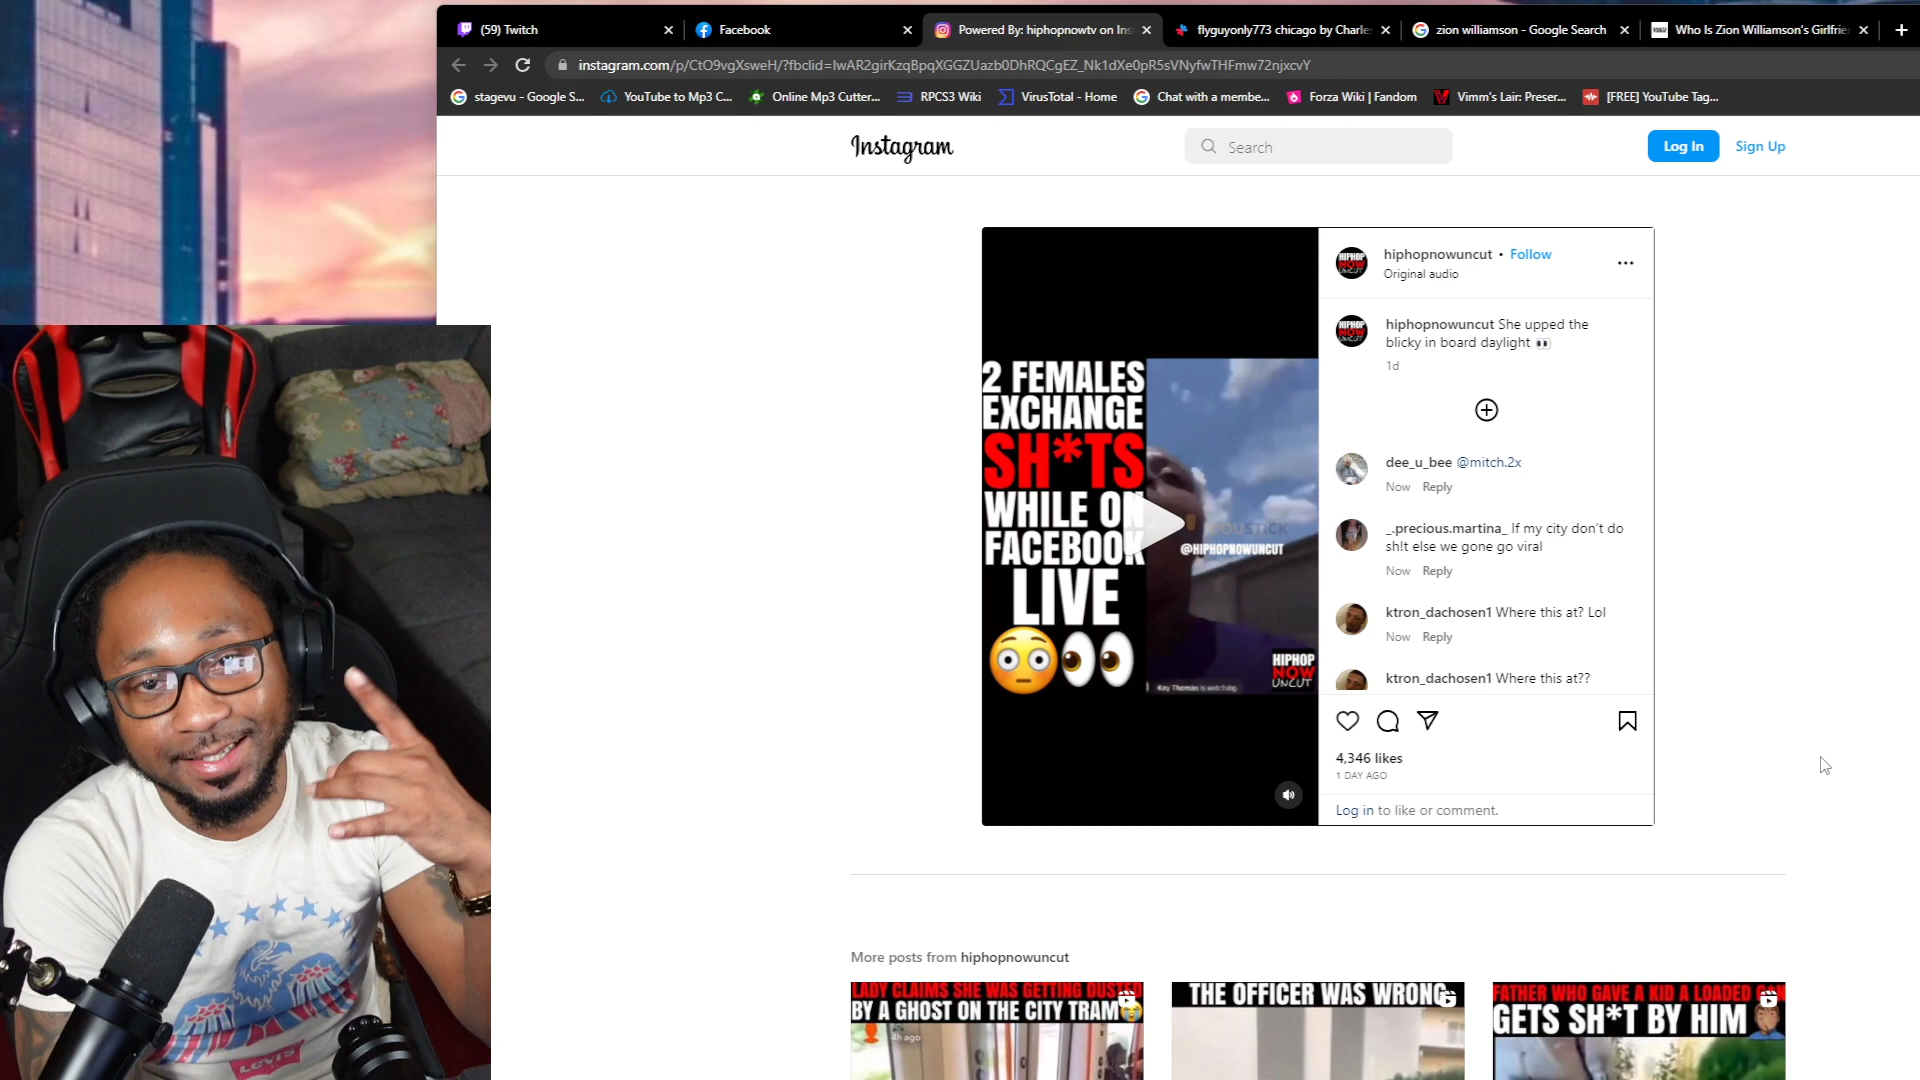 (59) Twitch
Facebook
Powered By: hiphopnowtv on Ins
flyguyonly773 chicago by Charles
zion williamson - Google Search
Who Is Zion Williamson's Girlfrie
instagram.com/p/CtO9vgXsweH/?fbclid=IwAR2girKzqBpqXGGZUazb0DhRQCgEZ_Nk1dXe0pR5sVNyfwTHFmw72njxcvY
stagevu - Google S...
YouTube to Mp3 C...
Online Mp3 Cutter...
RPCS3 Wiki
VirusTotal - Home
Chat with a membe...
Forza Wiki | Fandom
Vimm's Lair: Preser...
[FREE] YouTube Tag...
Instagram
Search
Log In
Sign Up
2 FEMALES
EXCHANGE
SH*TS
WHILE ON
FACEBOOK
LIVE
@HIPHOPNOWUNCUT
Kay Thomas is watching.
HIPHOP
NOW
UNCUT
hiphopnowuncut • Follow
Original audio
hiphopnowuncut She upped the
blicky in board daylight 👀
1d
dee_u_bee @mitch.2x
Now Reply
_.precious.martina_ If my city don't do
sh!t else we gone go viral
Now Reply
ktron_dachosen1 Where this at? Lol
Now Reply
ktron_dachosen1 Where this at??
4,346 likes
1 DAY AGO
Log in to like or comment.
More posts from hiphopnowuncut
LADY CLAIMS SHE WAS GETTING
BY A GHOST ON THE CITY TRAM
4h ago
THE OFFICER WAS WRONG
FATHER WHO GAVE A KID A LOADED
GETS SH*T BY HIM
LEVI'S